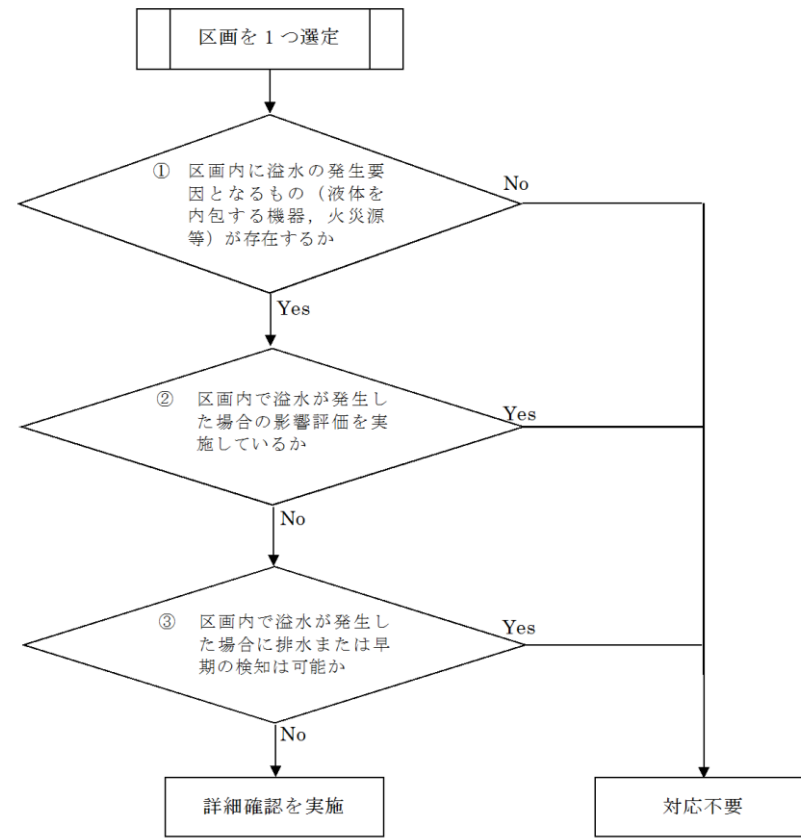 区画を1つ選定
① 区画内に溢水の発生要
因となるもの（液体を
内包する機器，火災源
等）が存在するか
No
Yes
② 区画内で溢水が発生し
た場合の影響評価を実
施しているか
Yes
No
③ 区画内で溢水が発生し
た場合に排水または早
期の検知は可能か
Yes
No
詳細確認を実施
対応不要